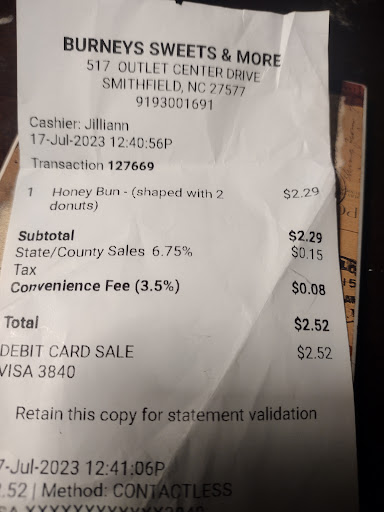 BURNEYS SWEETS & MORE
517 OUTLET CENTER DRIVE
SMITHFIELD, NC 27577
9193001691
Cashier: Jilliann
17-Jul-2023 12:40:56P
Transaction 127669
1 Honey Bun - (shaped with 2 $2.29
donuts)
Subtotal $2.29
State/County Sales 6.75% $0.15
Tax
Convenience Fee (3.5%) $0.08
Total $2.52
DEBIT CARD SALE $2.52
VISA 3840
Retain this copy for statement validation
7-Jul-2023 12:41:06P
.52 | Method: CONTACTLESS